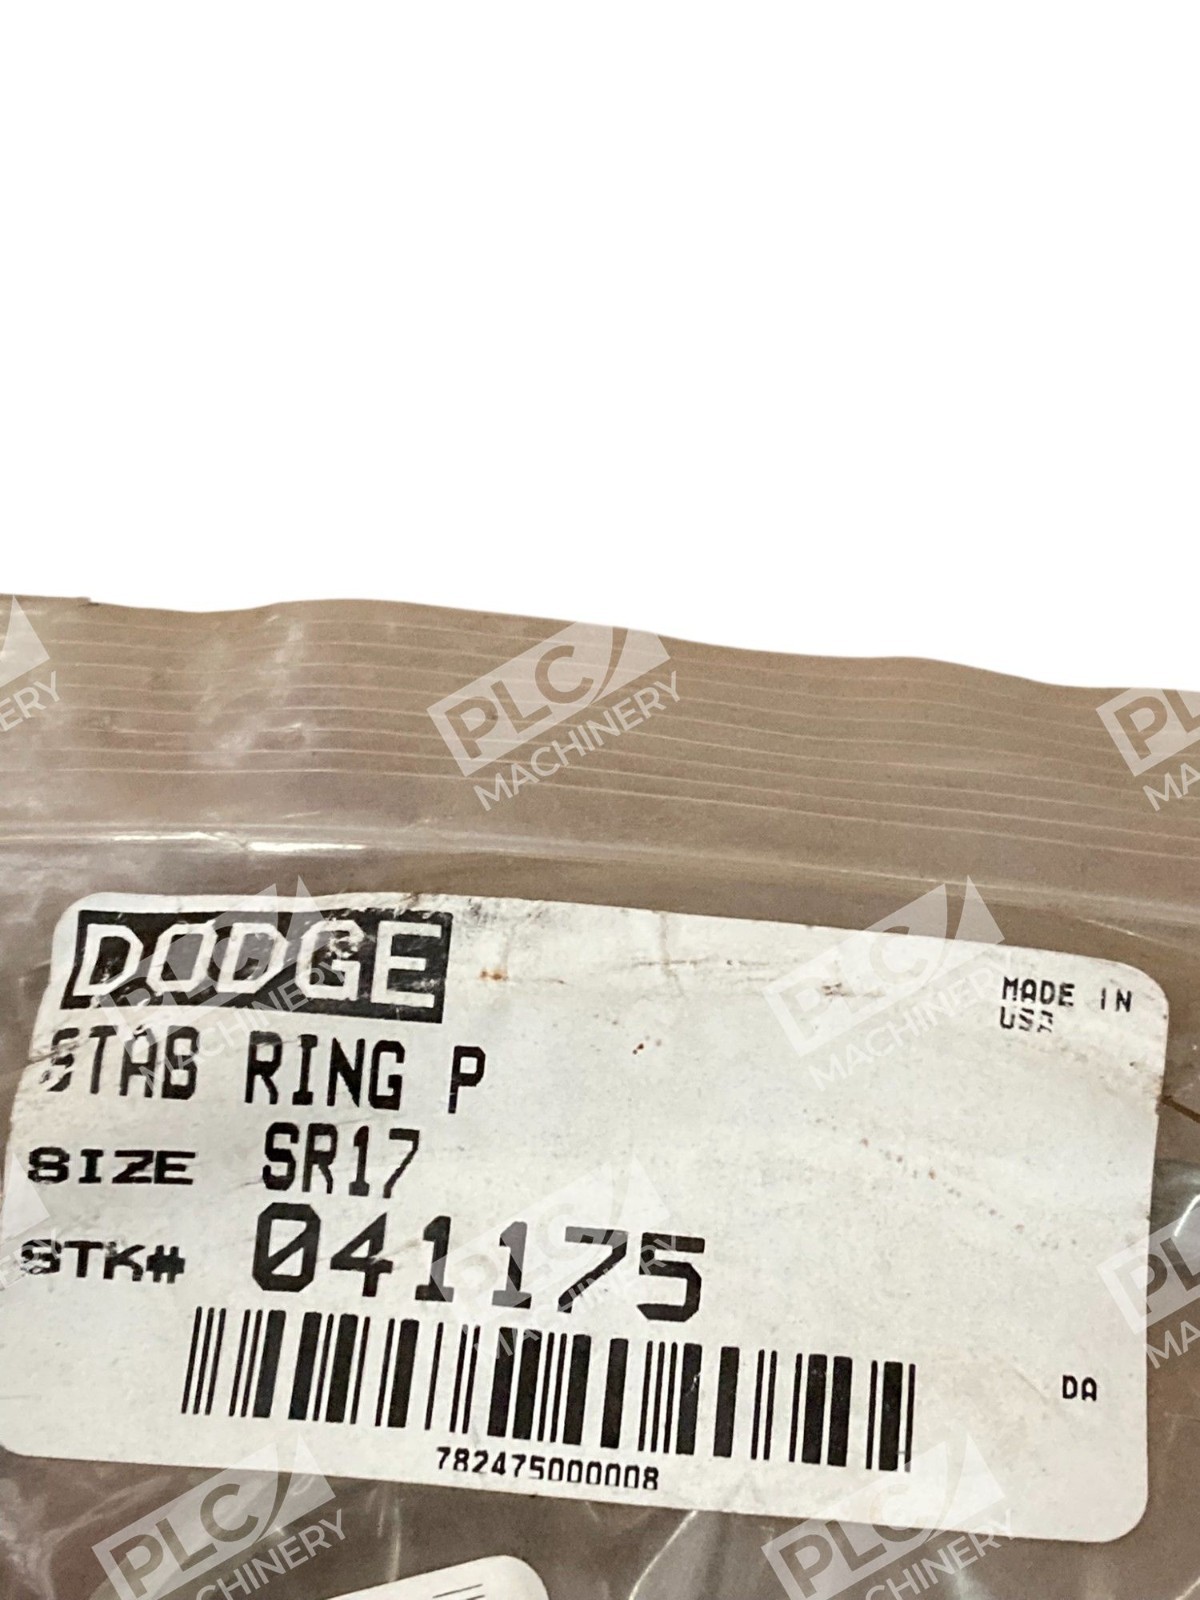 DODGE
MADE IN
USA
STAB RING P
SIZE SR17
STK# 041175
DA
782475000008
PLC
MACHINERY